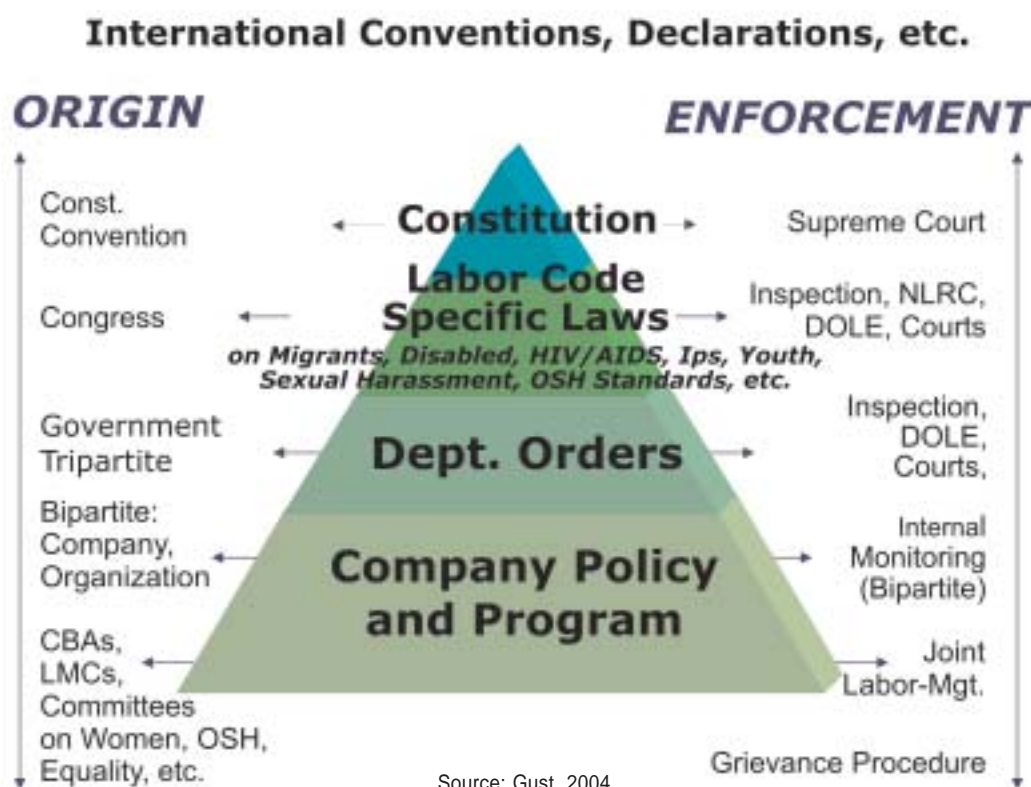 International Conventions, Declarations, etc.
ORIGIN
ENFORCEMENT
Const.
Convention
Constitution
Supreme Court
Congress
Labor Code
Specific Laws
on Migrants, Disabled, HIV/AIDS, Ips, Youth,
Sexual Harassment, OSH Standards, etc.
Inspection, NLRC,
DOLE, Courts
Government
Tripartite
Dept. Orders
Inspection,
DOLE,
Courts,
Bipartite:
Company,
Organization
Company Policy
and Program
Internal
Monitoring
(Bipartite)
CBAs,
LMCs,
Committees
on Women, OSH,
Equality, etc.
Joint
Labor-Mgt.
Grievance Procedure
Source: Gust, 2004